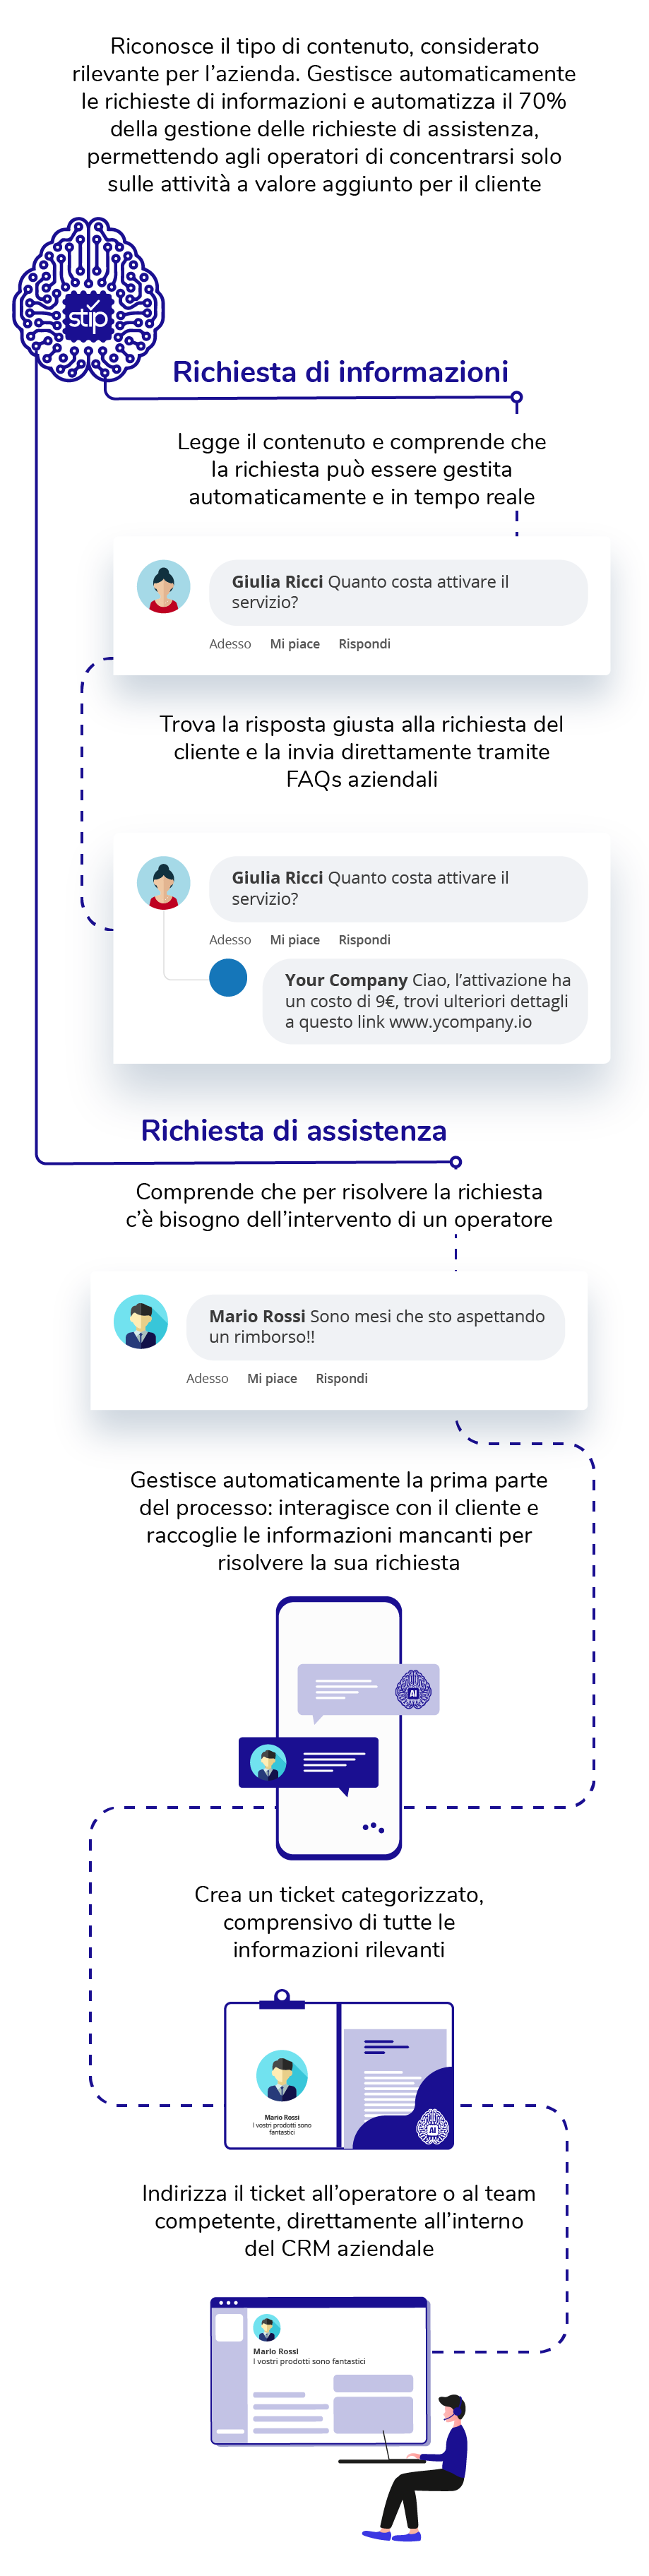 Riconosce il tipo di contenuto, considerato
rilevante per l’azienda. Gestisce automaticamente
le richieste di informazioni e automatizza il 70%
della gestione delle richieste di assistenza,
permettendo agli operatori di concentrarsi solo
sulle attività a valore aggiunto per il cliente
stip
Richiesta di informazioni
Legge il contenuto e comprende che
la richiesta può essere gestita
automaticamente e in tempo reale
Giulia Ricci Quanto costa attivare il
servizio?
Adesso Mi piace Rispondi
Trova la risposta giusta alla richiesta del
cliente e la invia direttamente tramite
FAQs aziendali
Giulia Ricci Quanto costa attivare il
servizio?
Adesso Mi piace Rispondi
Your Company Ciao, l’attivazione ha
un costo di 9€, trovi ulteriori dettagli
a questo link www.ycompany.io
Richiesta di assistenza
Comprende che per risolvere la richiesta
c’è bisogno dell’intervento di un operatore
Mario Rossi Sono mesi che sto aspettando
un rimborso!!
Adesso Mi piace Rispondi
Gestisce automaticamente la prima parte
del processo: interagisce con il cliente e
raccoglie le informazioni mancanti per
risolvere la sua richiesta
AI
Crea un ticket categorizzato,
comprensivo di tutte le
informazioni rilevanti
Mario Rossi
I vostri prodotti sono
fantastici
AI
Indirizza il ticket all’operatore o al team
competente, direttamente all’interno
del CRM aziendale
Mario Rossi
I vostri prodotti sono fantastici